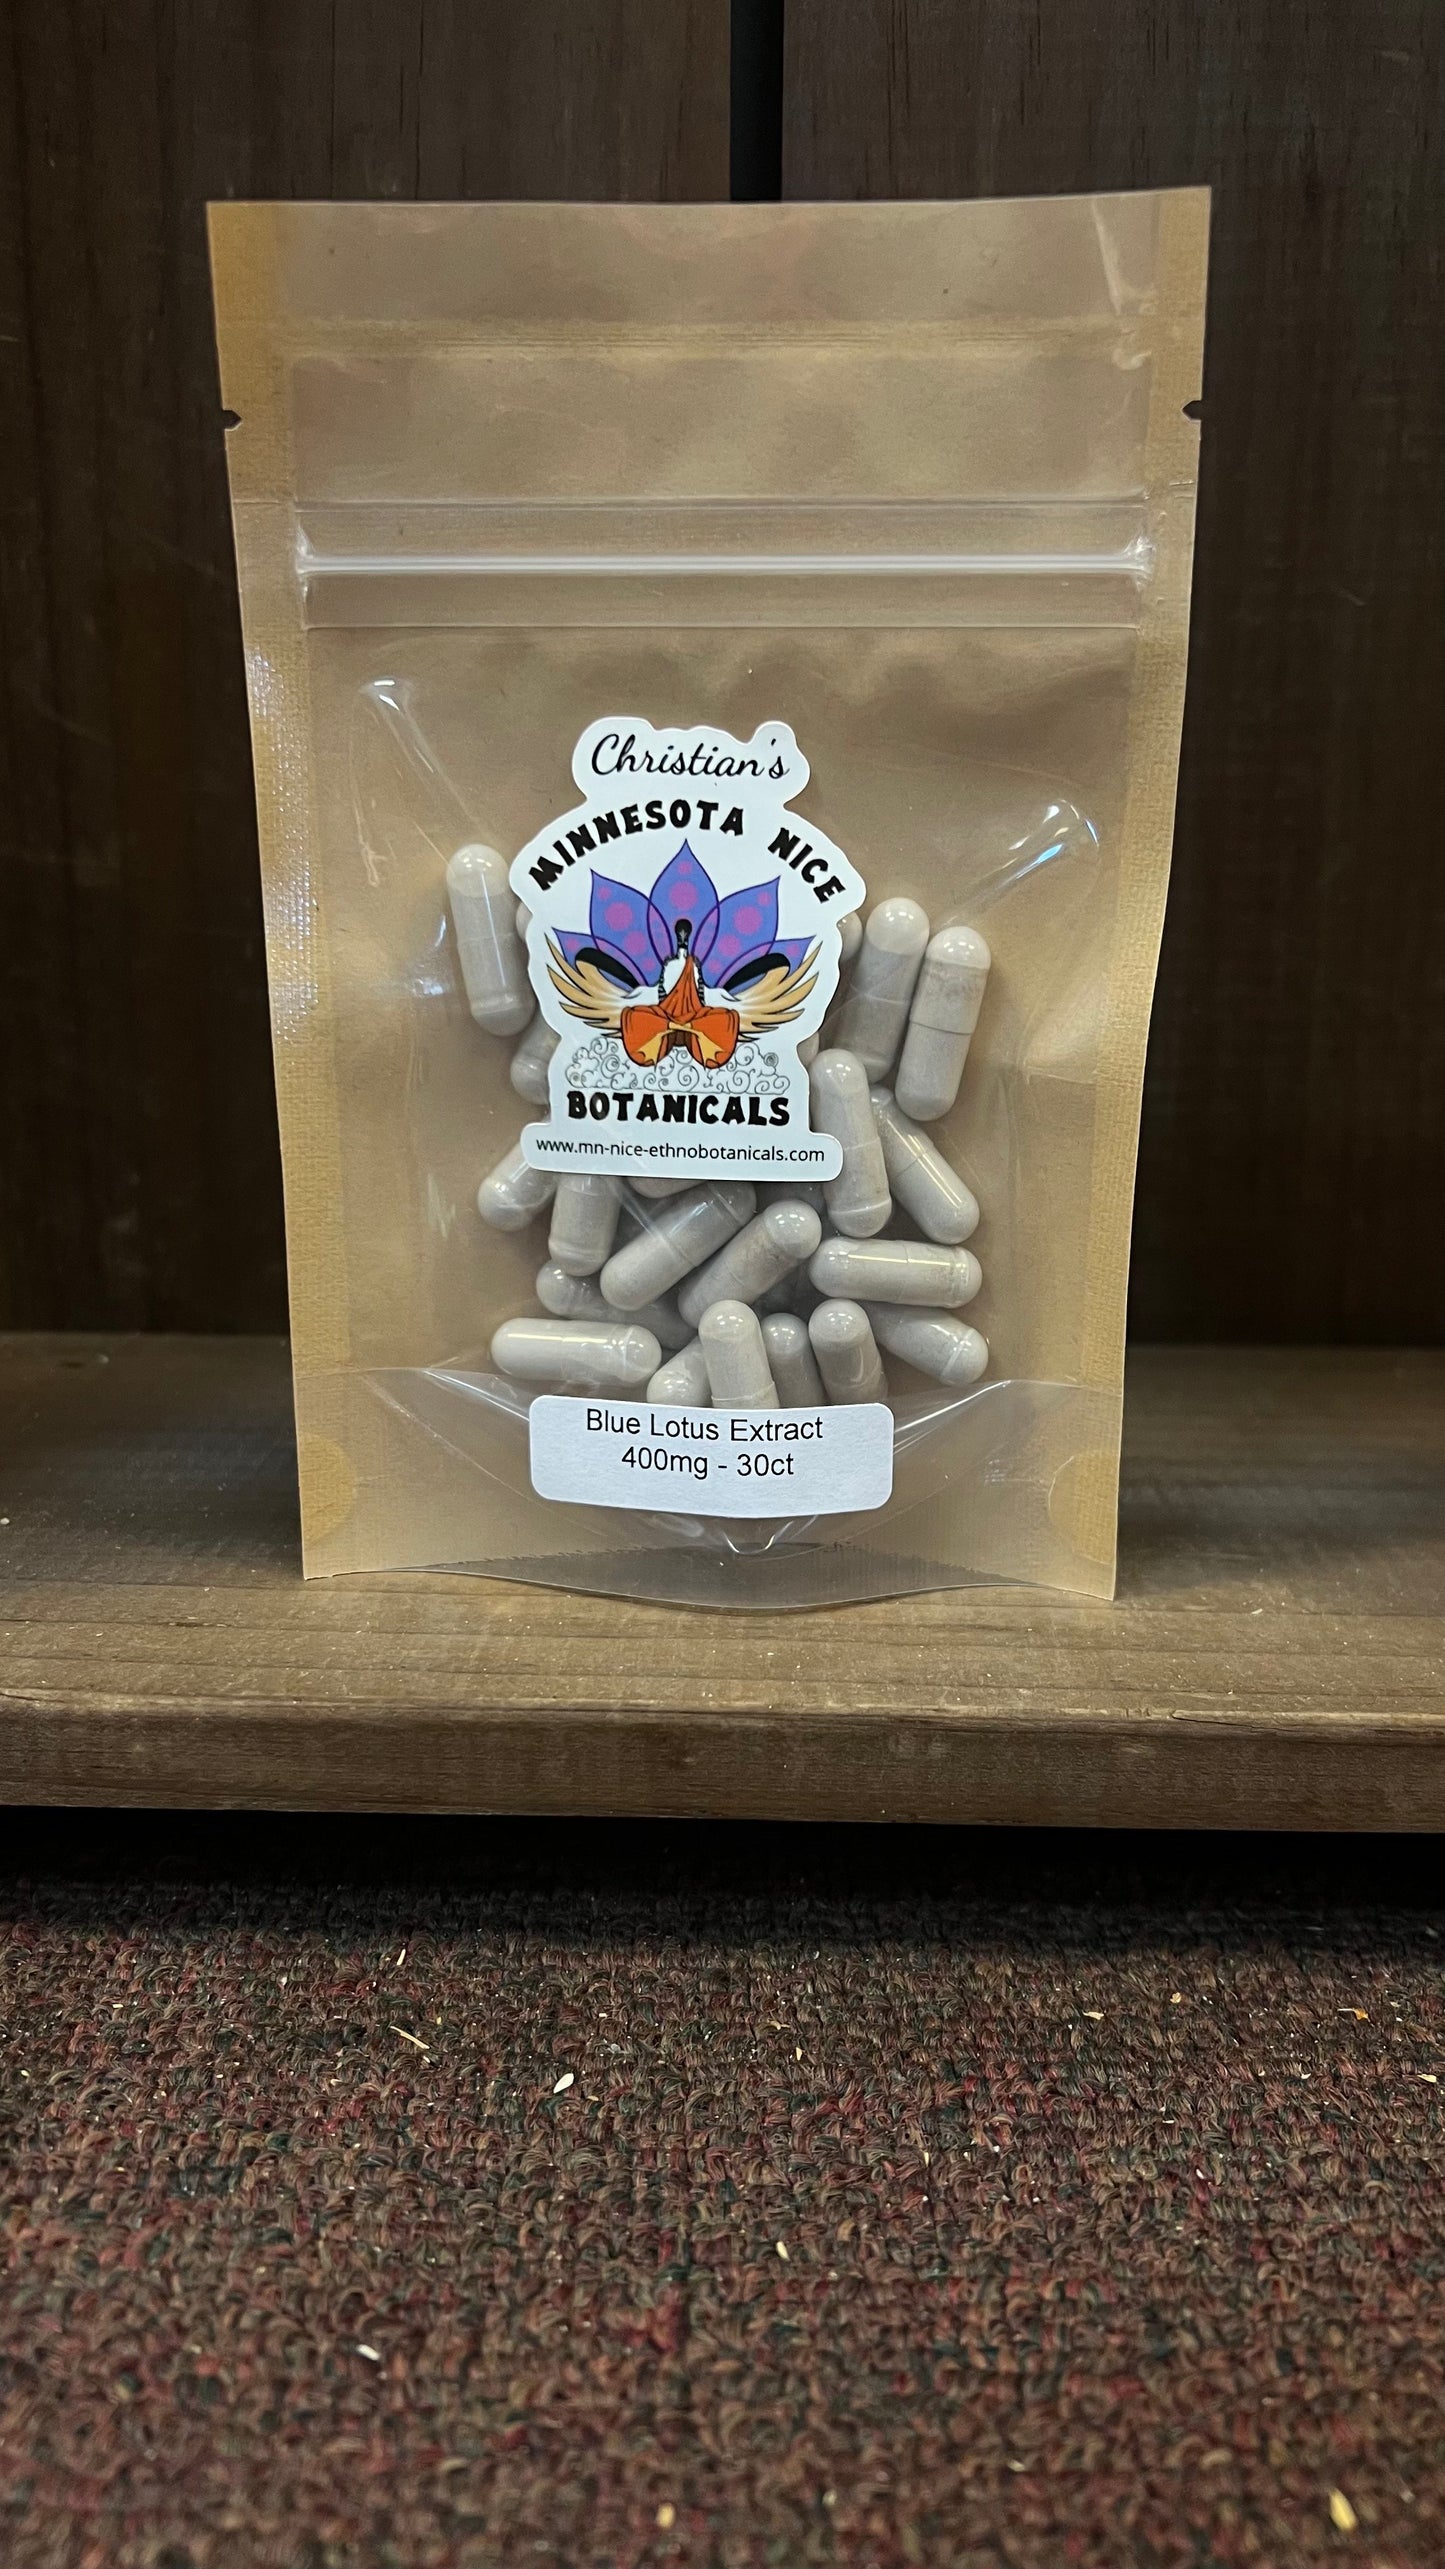 Christian's
MINNESOTA NICE
BOTANICALS
www.mn-nice-ethnobotanicals.com
Blue Lotus Extract
400mg - 30ct